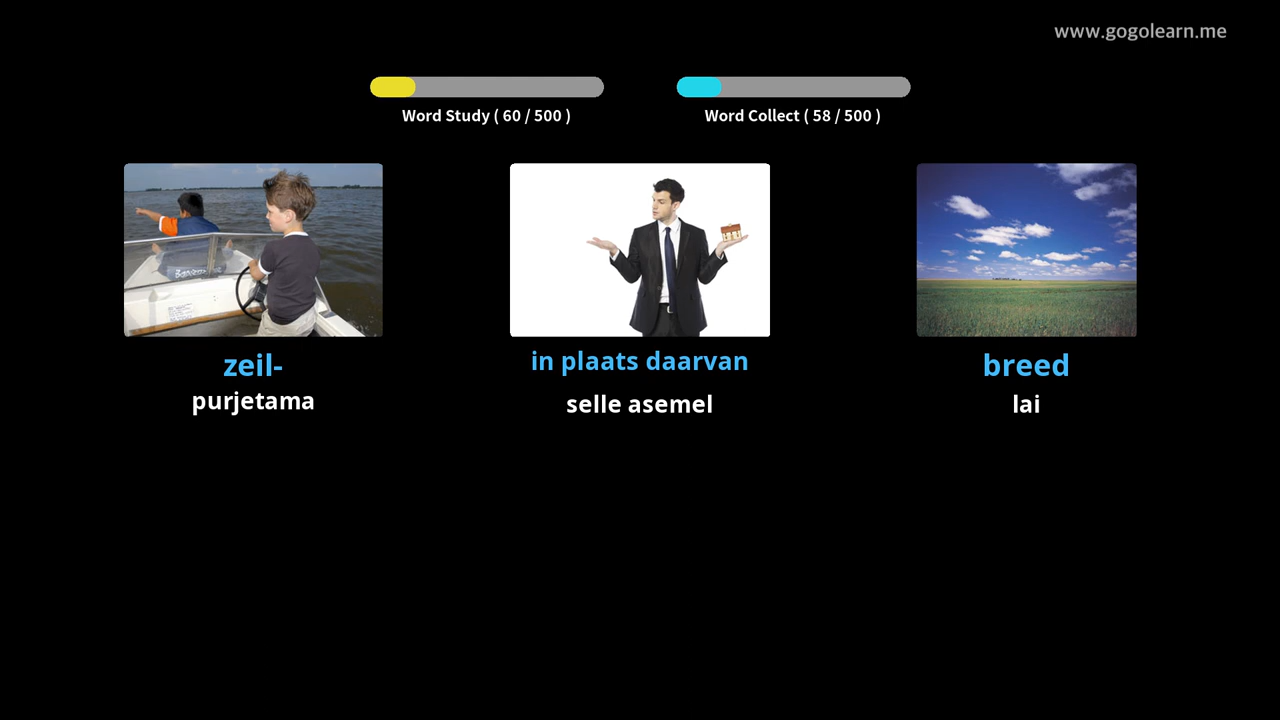 www.gogolearn.me
Word Study ( 60 / 500 )
Word Collect ( 58 / 500 )
zeil-
purjetama
in plaats daarvan
selle asemel
breed
lai